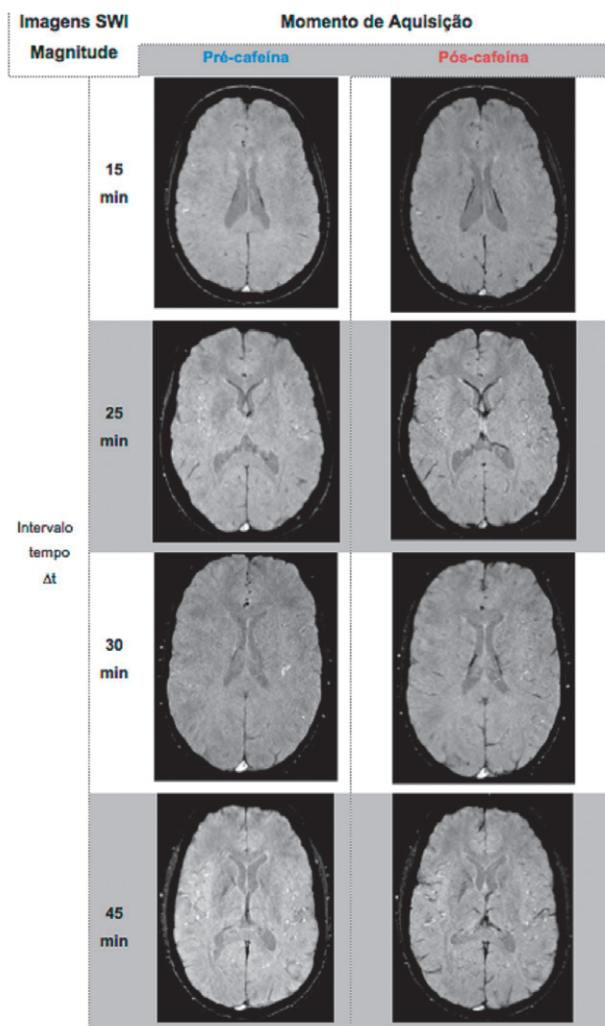 Imagens SWI
Magnitude
Momento de Aquisição
Pré-cafeína
Pós-cafeína
15
min
25
min
Intervalo
tempo
Δt
30
min
45
min